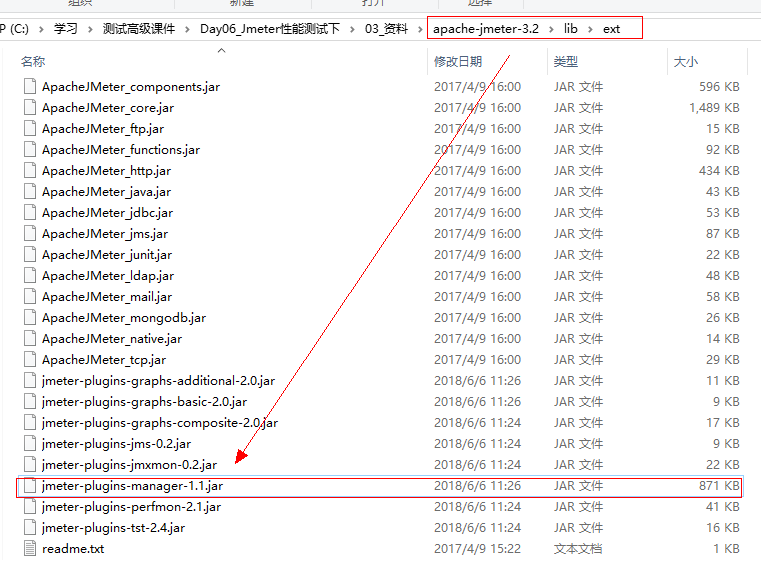 组织 新建 打开 选择
P (C:) › 学习 › 测试高级课件 › Day06_Jmeter性能测试下 › 03_资料 › apache-jmeter-3.2 › lib › ext
名称 修改日期 类型 大小
ApacheJMeter_components.jar 2017/4/9 16:00 JAR 文件 596 KB
ApacheJMeter_core.jar 2017/4/9 16:00 JAR 文件 1,489 KB
ApacheJMeter_ftp.jar 2017/4/9 16:00 JAR 文件 15 KB
ApacheJMeter_functions.jar 2017/4/9 16:00 JAR 文件 92 KB
ApacheJMeter_http.jar 2017/4/9 16:00 JAR 文件 434 KB
ApacheJMeter_java.jar 2017/4/9 16:00 JAR 文件 43 KB
ApacheJMeter_jdbc.jar 2017/4/9 16:00 JAR 文件 53 KB
ApacheJMeter_jms.jar 2017/4/9 16:00 JAR 文件 87 KB
ApacheJMeter_junit.jar 2017/4/9 16:00 JAR 文件 22 KB
ApacheJMeter_ldap.jar 2017/4/9 16:00 JAR 文件 48 KB
ApacheJMeter_mail.jar 2017/4/9 16:00 JAR 文件 58 KB
ApacheJMeter_mongodb.jar 2017/4/9 16:00 JAR 文件 26 KB
ApacheJMeter_native.jar 2017/4/9 16:00 JAR 文件 14 KB
ApacheJMeter_tcp.jar 2017/4/9 16:00 JAR 文件 29 KB
jmeter-plugins-graphs-additional-2.0.jar 2018/6/6 11:26 JAR 文件 11 KB
jmeter-plugins-graphs-basic-2.0.jar 2018/6/6 11:26 JAR 文件 9 KB
jmeter-plugins-graphs-composite-2.0.jar 2018/6/6 11:24 JAR 文件 17 KB
jmeter-plugins-jms-0.2.jar 2018/6/6 11:24 JAR 文件 9 KB
jmeter-plugins-jmxmon-0.2.jar 2018/6/6 11:24 JAR 文件 22 KB
jmeter-plugins-manager-1.1.jar 2018/6/6 11:26 JAR 文件 871 KB
jmeter-plugins-perfmon-2.1.jar 2018/6/6 11:24 JAR 文件 41 KB
jmeter-plugins-tst-2.4.jar 2018/6/6 11:24 JAR 文件 16 KB
readme.txt 2017/4/9 15:22 文本文档 1 KB